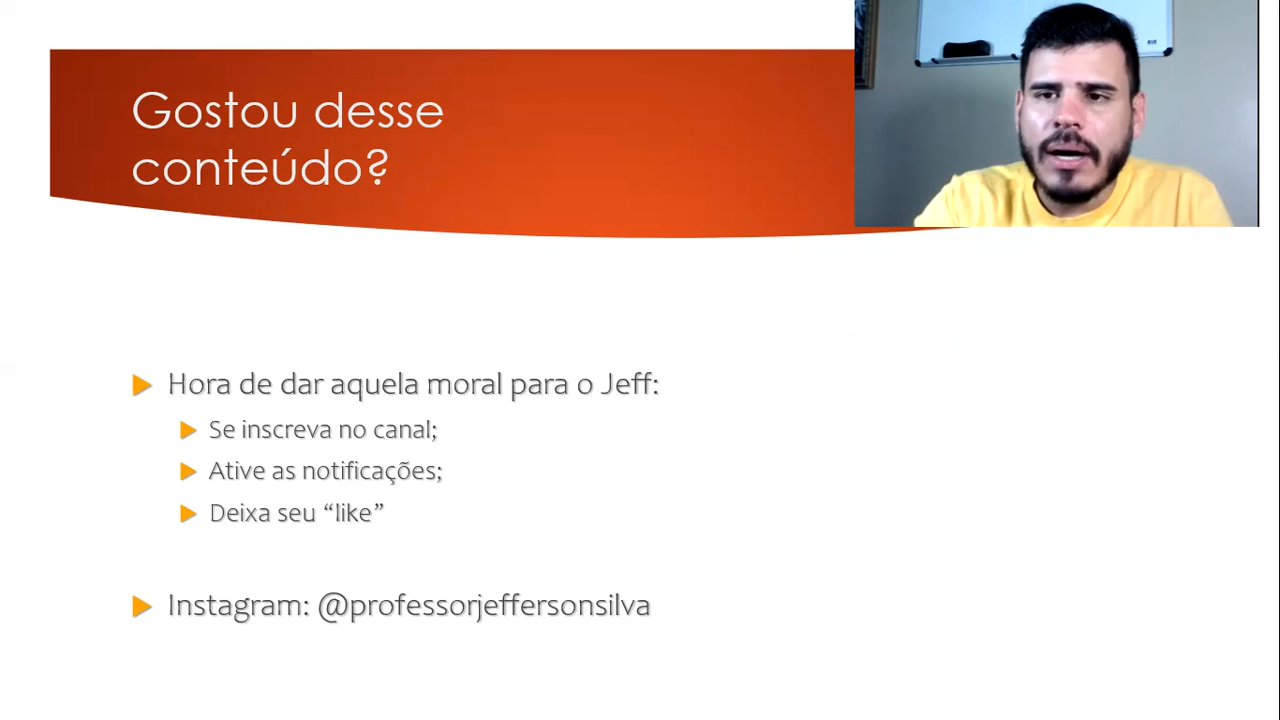 Gostou desse
conteúdo?
Hora de dar aquela moral para o Jeff:
Se inscreva no canal;
Ative as notificações;
Deixa seu “like”
Instagram: @professorjeffersonsilva